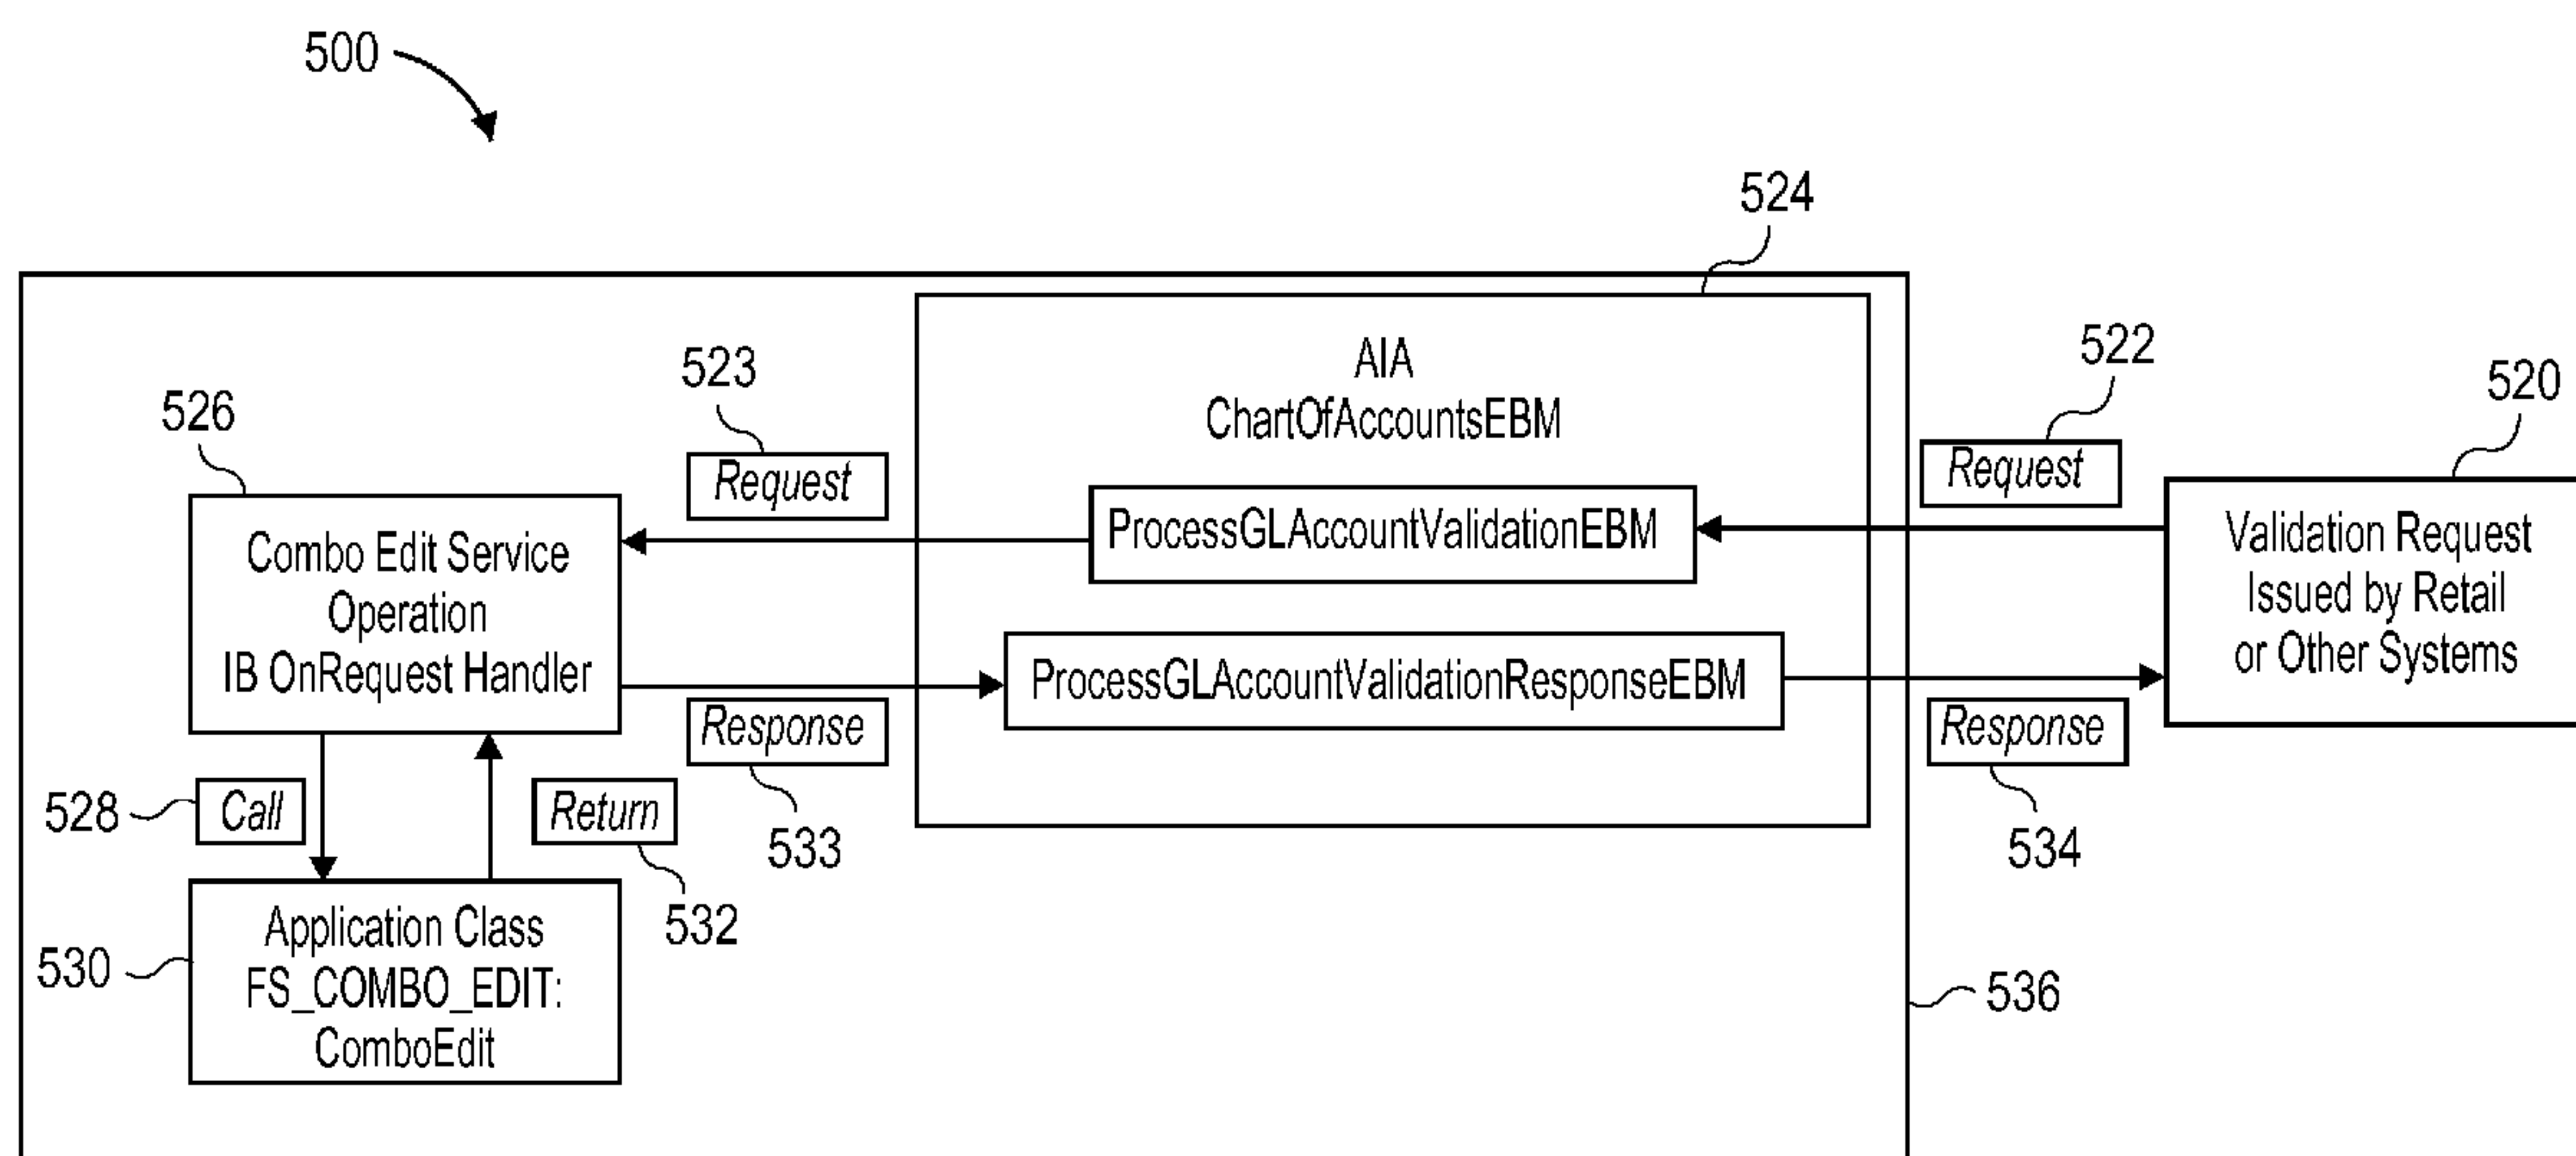 500
524
AIA
ChartOfAccountsEBM
522
520
523
526
Request
Request
ProcessGLAccountValidationEBM
Validation Request
Issued by Retail
or Other Systems
Combo Edit Service
Operation
IB OnRequest Handler
ProcessGLAccountValidationResponseEBM
Response
Response
528
Call
Return
533
534
532
530
Application Class
FS_COMBO_EDIT:
ComboEdit
536